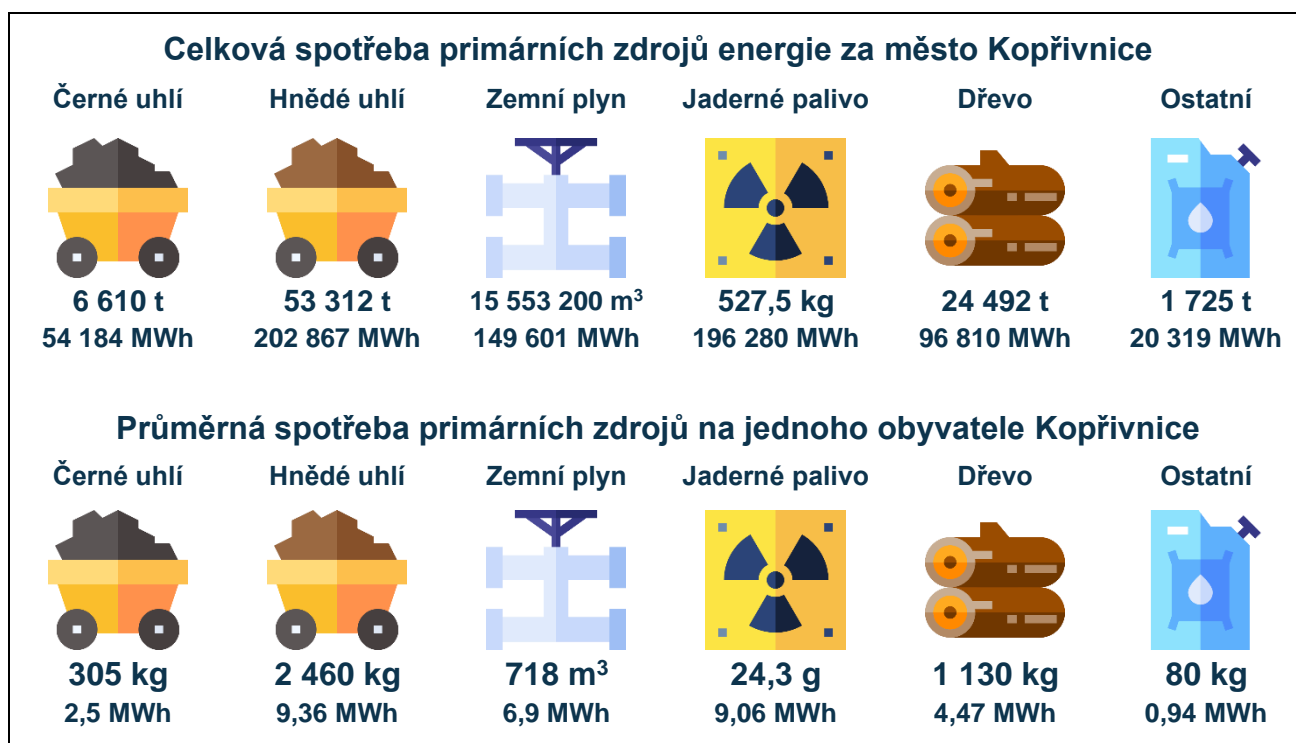 Celková spotřeba primárních zdrojů energie za město Kopřivnice
Černé uhlí Hnědé uhlí Zemní plyn Jaderné palivo Dřevo Ostatní
6 610 t 53 312 t 15 553 200 m³ 527,5 kg 24 492 t 1 725 t
54 184 MWh 202 867 MWh 149 601 MWh 196 280 MWh 96 810 MWh 20 319 MWh
Průměrná spotřeba primárních zdrojů na jednoho obyvatele Kopřivnice
Černé uhlí Hnědé uhlí Zemní plyn Jaderné palivo Dřevo Ostatní
305 kg 2 460 kg 718 m³ 24,3 g 1 130 kg 80 kg
2,5 MWh 9,36 MWh 6,9 MWh 9,06 MWh 4,47 MWh 0,94 MWh